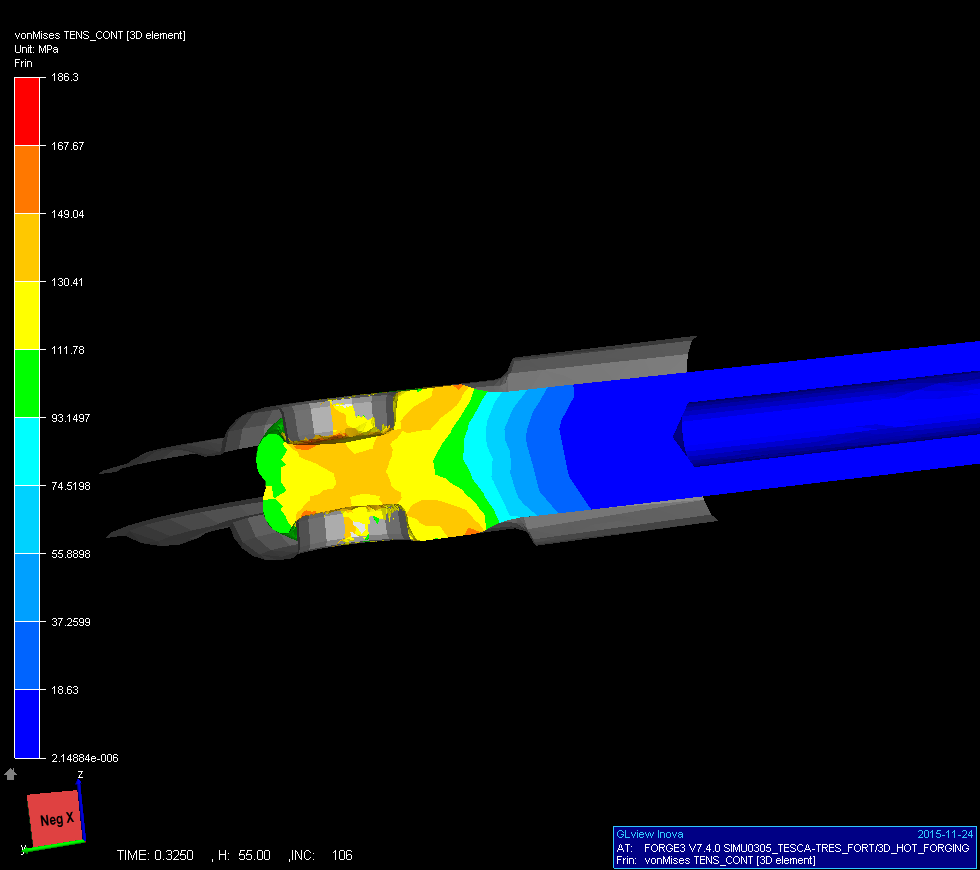 vonMises TENS_CONT [3D element]
Unit: MPa
Frin
186.3
167.67
149.04
130.41
111.78
93.1497
74.5198
55.8898
37.2599
18.63
2.14884e-006
z
Neg X
y
TIME: 0.3250 , H: 55.00 ,INC: 106
GLview Inova 2015-11-24
AT: FORGE3 V7.4.0 SIMU0305_TESCA-TRES_FORT/3D_HOT_FORGING
Frin: vonMises TENS_CONT [3D element]